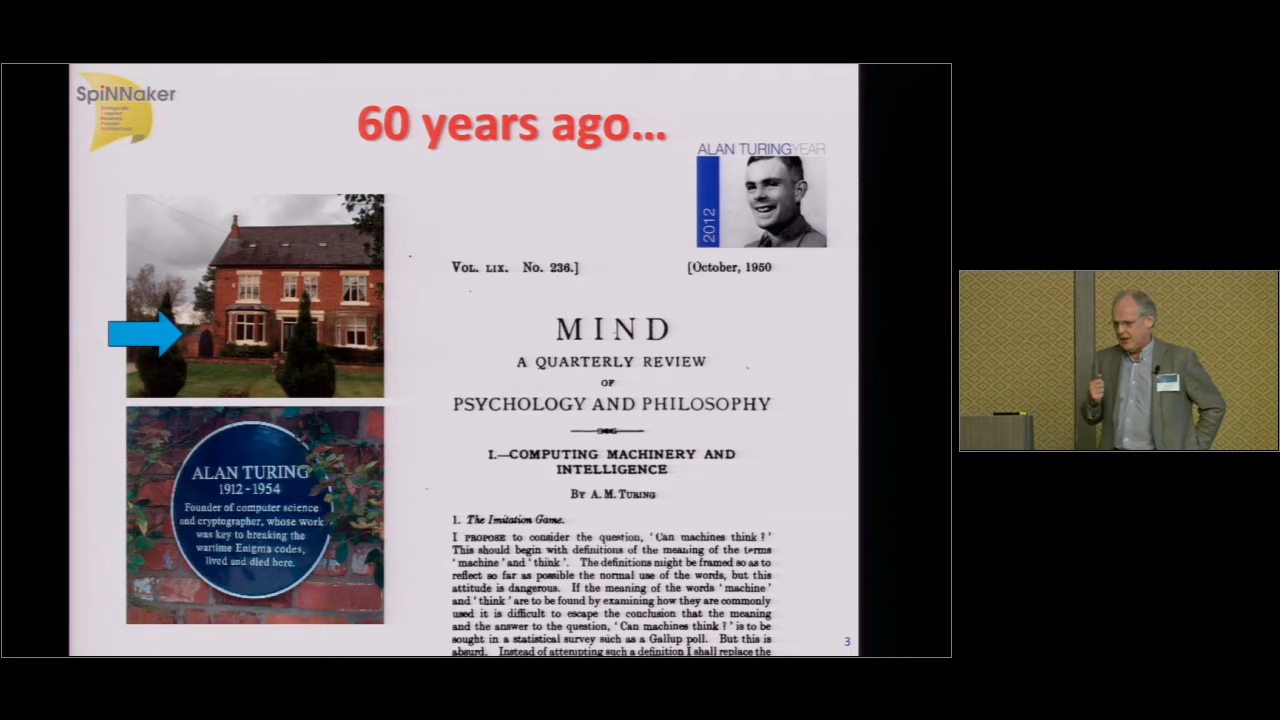 SpiNNaker
60 years ago...
ALAN TURING YEAR
2012
VOL. LIX. No. 236.]
[October, 1950
MIND
A QUARTERLY REVIEW
OF
PSYCHOLOGY AND PHILOSOPHY
I.—COMPUTING MACHINERY AND
INTELLIGENCE
BY A. M. TURING
1. The Imitation Game.
I PROPOSE to consider the question, 'Can machines think ?'
This should begin with definitions of the meaning of the terms
'machine' and 'think'. The definitions might be framed so as to
reflect so far as possible the normal use of the words, but this
attitude is dangerous. If the meaning of the words 'machine'
and 'think' are to be found by examining how they are commonly
used it is difficult to escape the conclusion that the meaning
and the answer to the question, 'Can machines think ?' is to be
sought in a statistical survey such as a Gallup poll. But this is
absurd. Instead of attempting such a definition I shall replace the
ALAN TURING
1912 - 1954
Founder of computer science
and cryptographer, whose work
was key to breaking the
wartime Enigma codes,
lived and died here.
3